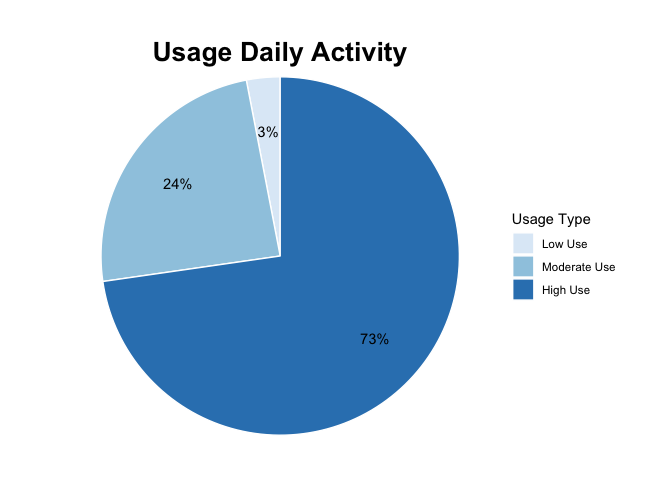 Usage Daily Activity
3%
24%
73%
Usage Type
Low Use
Moderate Use
High Use